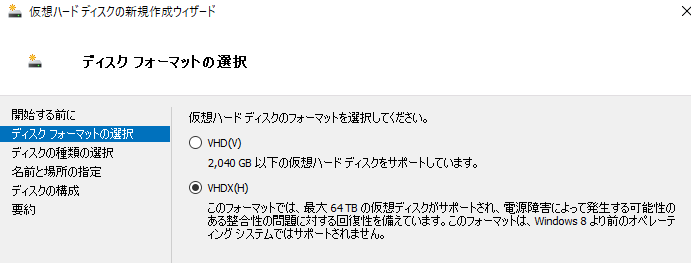 仮想ハード ディスクの新規作成ウィザード
ディスク フォーマットの選択
開始する前に
ディスク フォーマットの選択
ディスクの種類の選択
名前と場所の指定
ディスクの構成
要約
仮想ハード ディスクのフォーマットを選択してください。
VHD(V)
2,040 GB 以下の仮想ハード ディスクをサポートしています。
VHDX(H)
このフォーマットでは、最大 64 TB の仮想ディスクがサポートされ、電源障害によって発生する可能性の
ある整合性の問題に対する回復性を備えています。このフォーマットは、Windows 8 より前のオペレー
ティング システムではサポートされません。